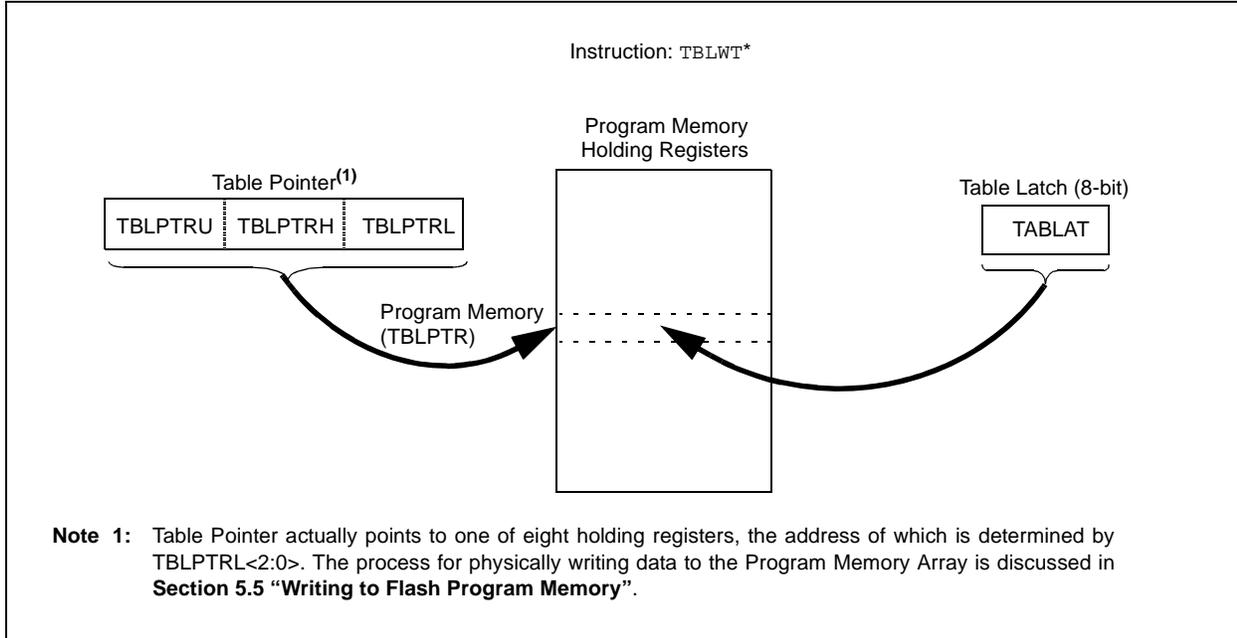 Instruction: TBLWT*
Program Memory
Holding Registers
Table Pointer(1)
Table Latch (8-bit)
TBLPTRU TBLPTRH TBLPTRL
TABLAT
Program Memory
(TBLPTR)
Note 1: Table Pointer actually points to one of eight holding registers, the address of which is determined by
TBLPTRL<2:0>. The process for physically writing data to the Program Memory Array is discussed in
Section 5.5 “Writing to Flash Program Memory”.